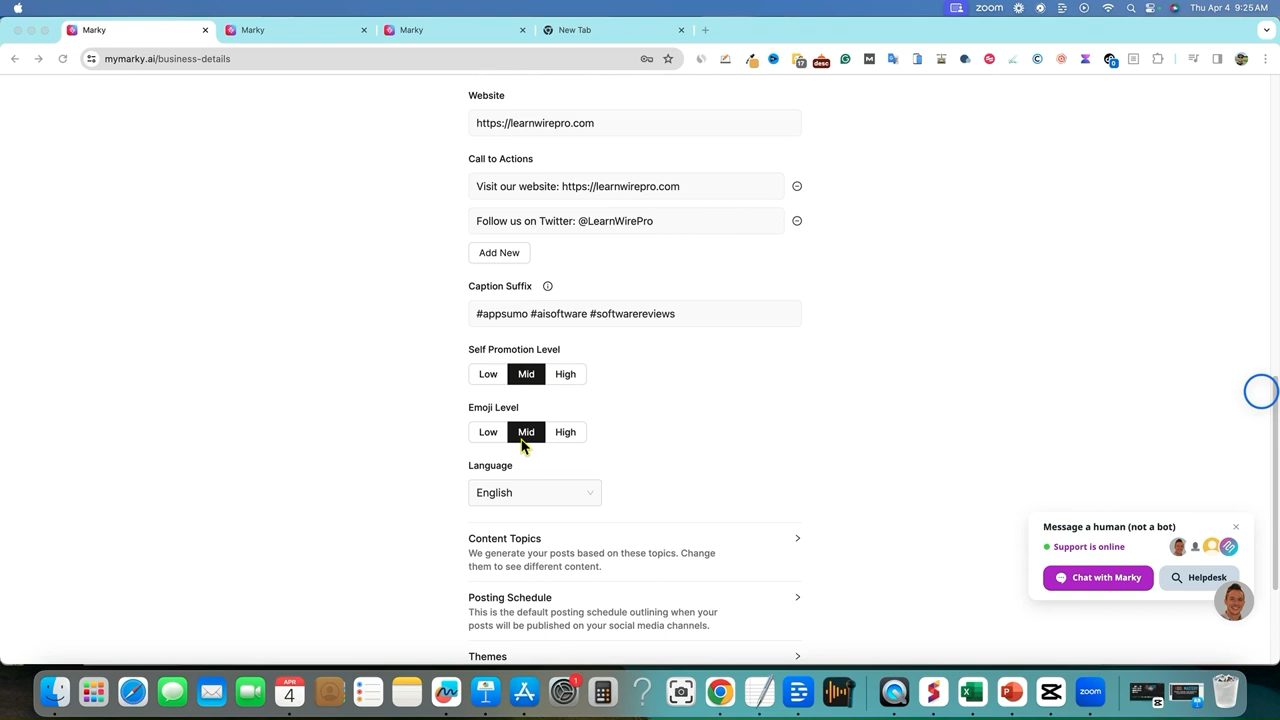 zoom
Thu Apr 4 9:25 AM
Marky
Marky
Marky
New Tab
mymarky.ai/business-details
17
desc
0
Website
https://learnwirepro.com
Call to Actions
Visit our website: https://learnwirepro.com
Follow us on Twitter: @LearnWirePro
Add New
Caption Suffix
#appsumo #aisoftware #softwarereviews
Self Promotion Level
Low Mid High
Emoji Level
Low Mid High
Language
English
Content Topics
We generate your posts based on these topics. Change
them to see different content.
Posting Schedule
This is the default posting schedule outlining when your
posts will be published on your social media channels.
Themes
Message a human (not a bot)
Support is online
Chat with Marky
Helpdesk
APR
4
1
zoom